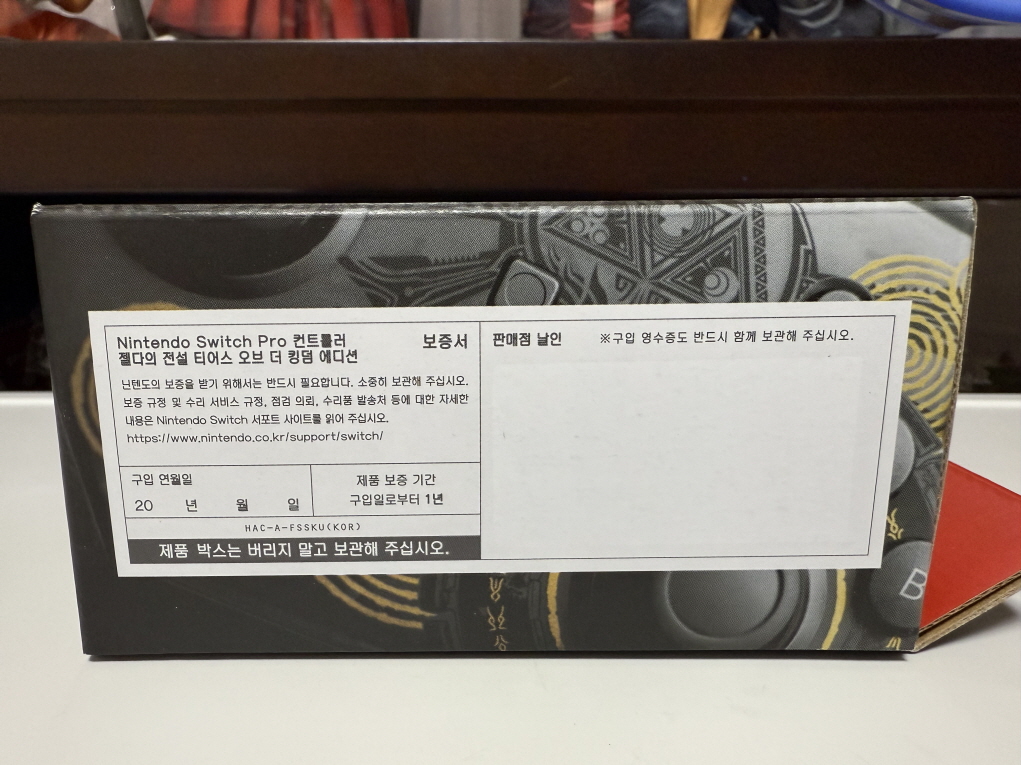 Nintendo Switch Pro 컨트롤러
젤다의 전설 티어스 오브 더 킹덤 에디션
보증서
닌텐도의 보증을 받기 위해서는 반드시 필요합니다. 소중히 보관해 주십시오.
보증 규정 및 수리 서비스 규정, 점검 의뢰, 수리품 발송처 등에 대한 자세한
내용은 Nintendo Switch 서포트 사이트를 읽어 주십시오.
https://www.nintendo.co.kr/support/switch/
구입 연월일
20 년 월 일
제품 보증 기간
구입일로부터 1년
HAC-A-FSSKU(KOR)
제품 박스는 버리지 말고 보관해 주십시오.
판매점 날인
※구입 영수증도 반드시 함께 보관해 주십시오.
B